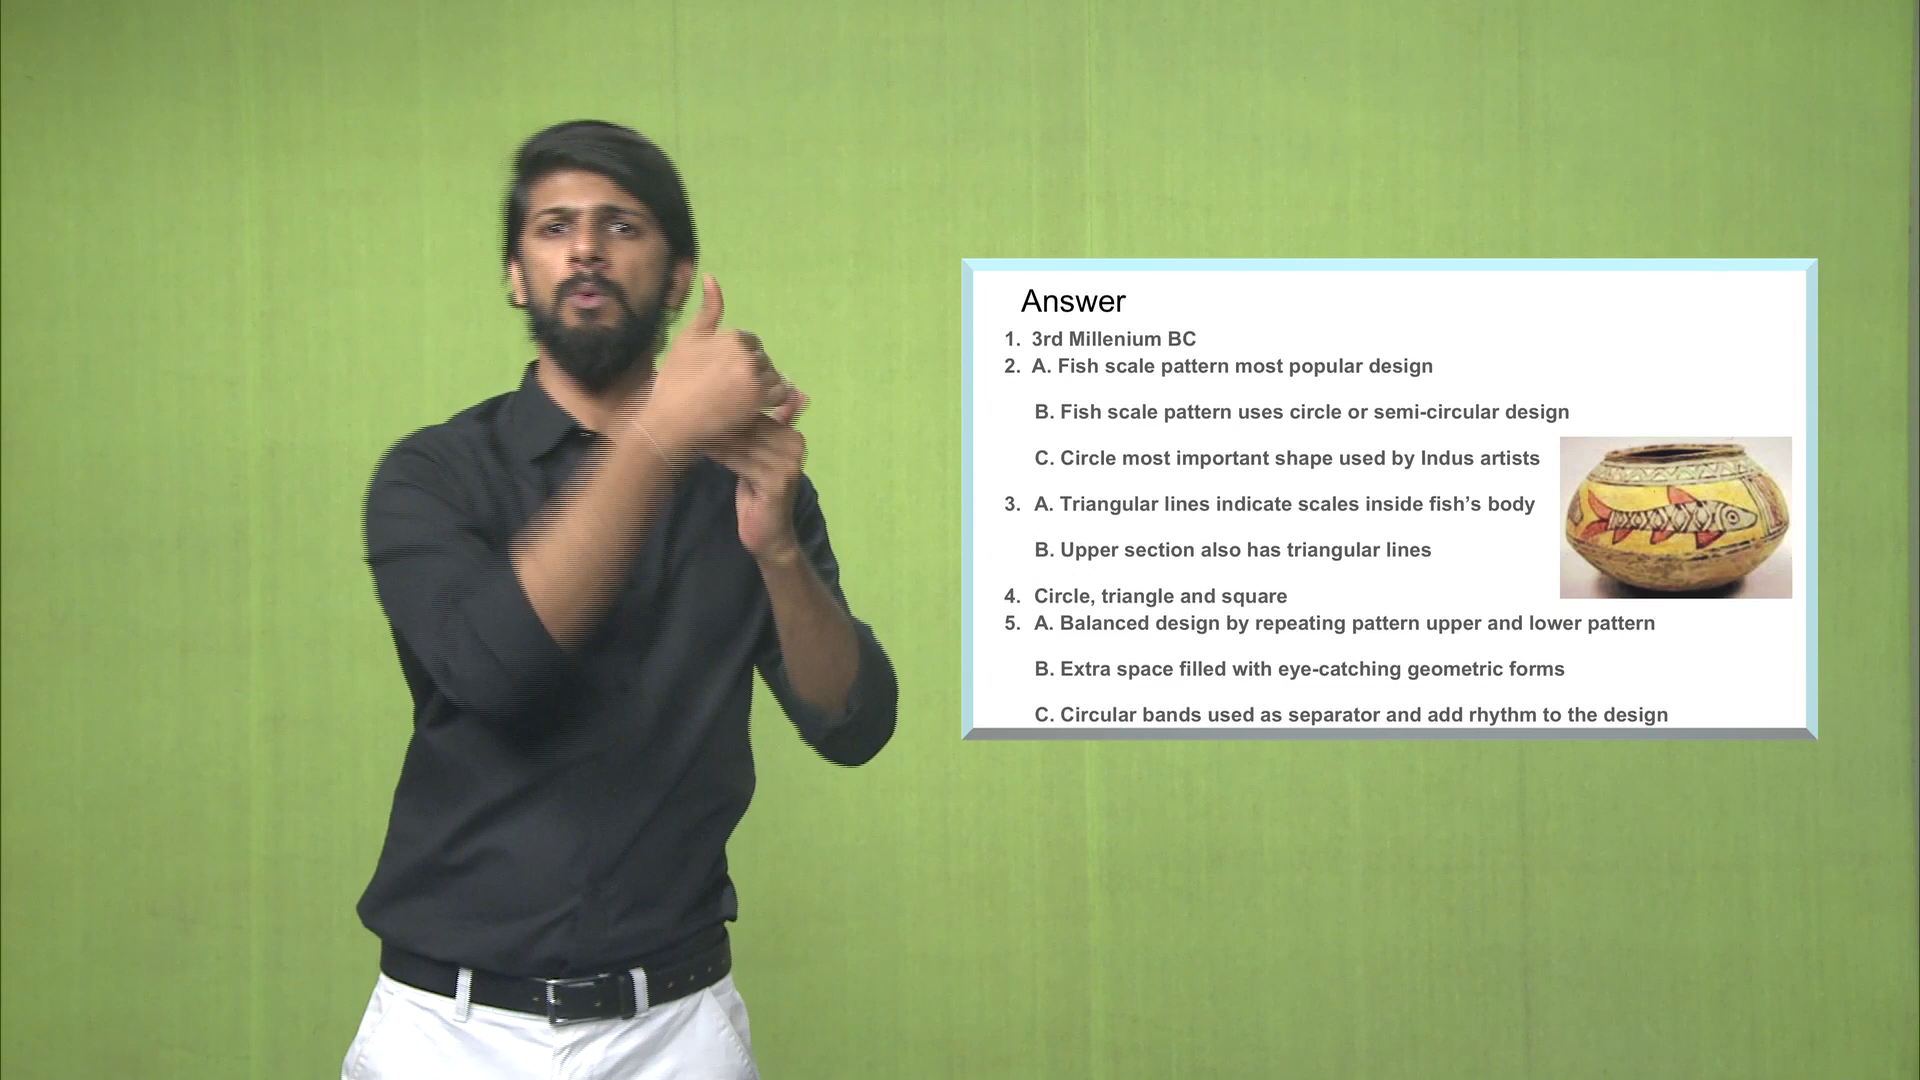 Answer
1. 3rd Millenium BC
2. A. Fish scale pattern most popular design
B. Fish scale pattern uses circle or semi-circular design
C. Circle most important shape used by Indus artists
3. A. Triangular lines indicate scales inside fish’s body
B. Upper section also has triangular lines
4. Circle, triangle and square
5. A. Balanced design by repeating pattern upper and lower pattern
B. Extra space filled with eye-catching geometric forms
C. Circular bands used as separator and add rhythm to the design